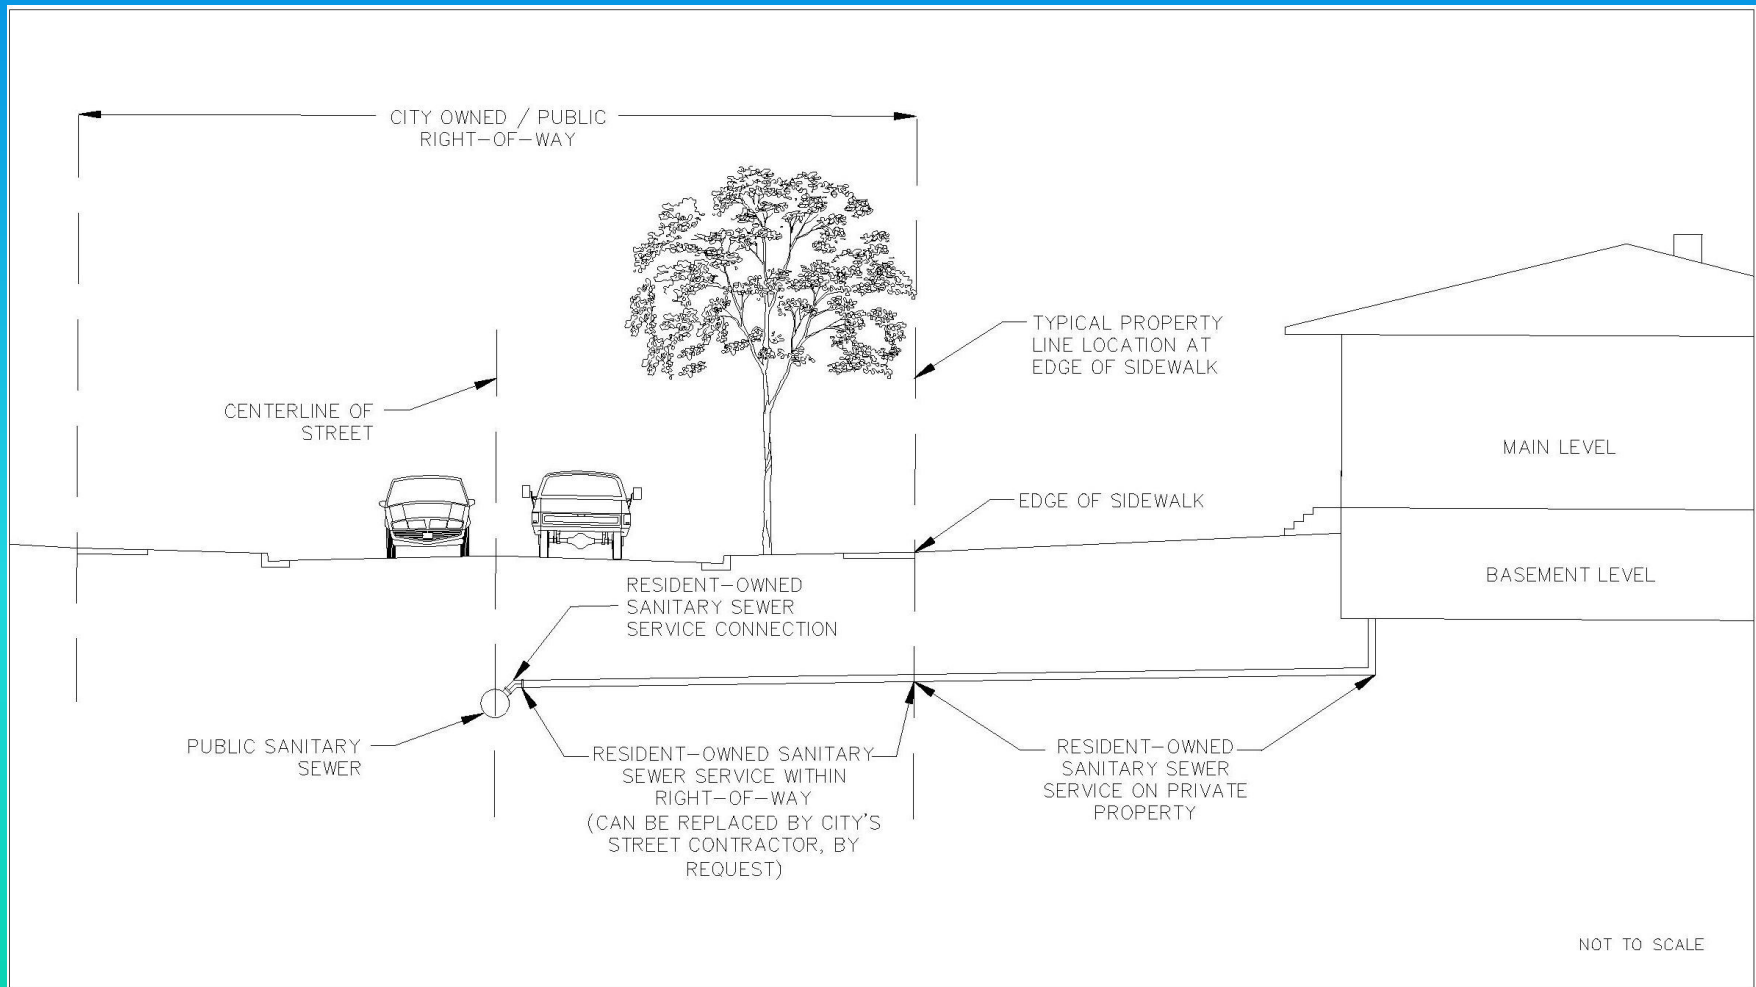 CITY OWNED / PUBLIC
RIGHT-OF-WAY
TYPICAL PROPERTY
LINE LOCATION AT
EDGE OF SIDEWALK
CENTERLINE OF
STREET
MAIN LEVEL
EDGE OF SIDEWALK
BASEMENT LEVEL
RESIDENT-OWNED
SANITARY SEWER
SERVICE CONNECTION
PUBLIC SANITARY
SEWER
RESIDENT-OWNED SANITARY
SEWER SERVICE WITHIN
RIGHT-OF-WAY
(CAN BE REPLACED BY CITY'S
STREET CONTRACTOR, BY
REQUEST)
RESIDENT-OWNED
SANITARY SEWER
SERVICE ON PRIVATE
PROPERTY
NOT TO SCALE